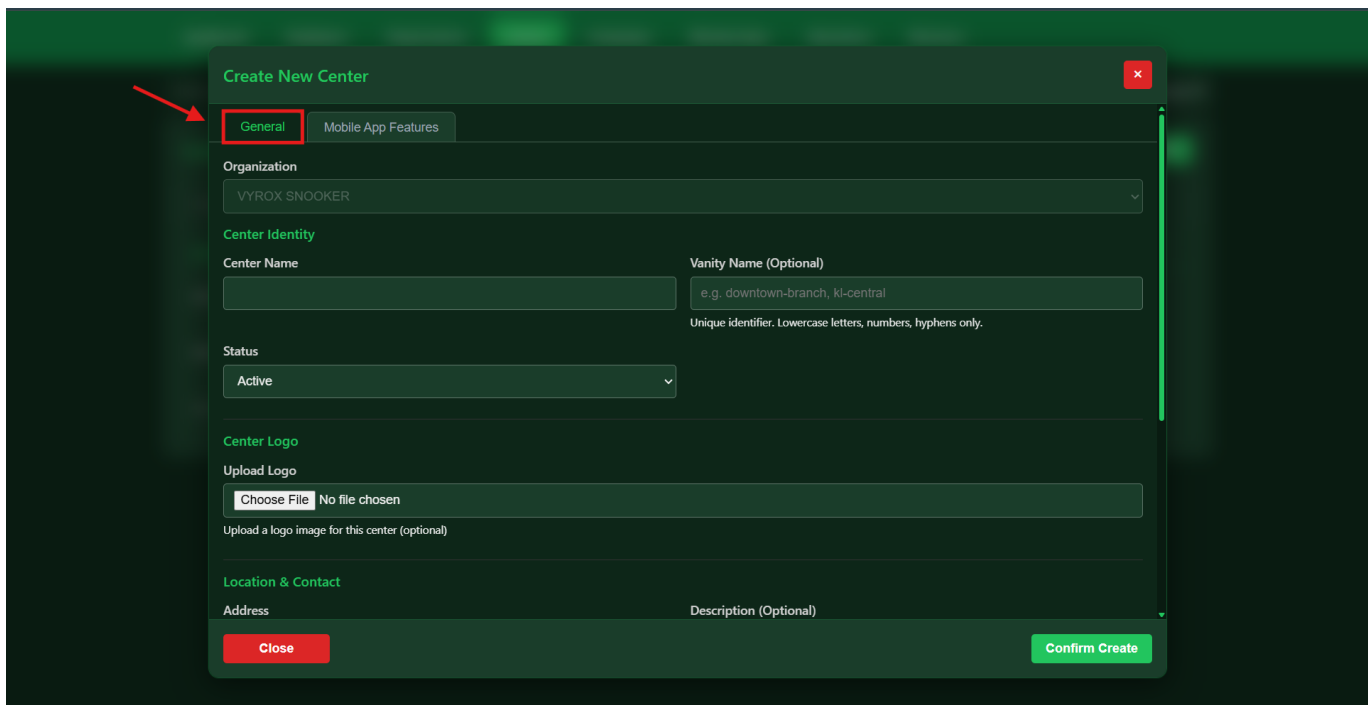 Create New Center
×
General
Mobile App Features
Organization
VYROX SNOOKER
Center Identity
Center Name
Vanity Name (Optional)
e.g. downtown-branch, kl-central
Unique identifier. Lowercase letters, numbers, hyphens only.
Status
Active
Center Logo
Upload Logo
Choose File No file chosen
Upload a logo image for this center (optional)
Location & Contact
Address
Description (Optional)
Close
Confirm Create